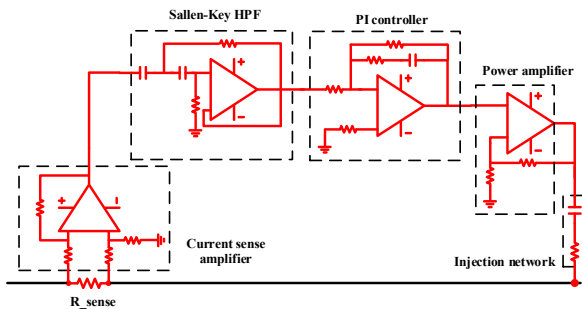 Sallen-Key HPF
PI controller
Power amplifier
+
−
+
−
+
−
+
−
Current sense
amplifier
Injection network
R_sense